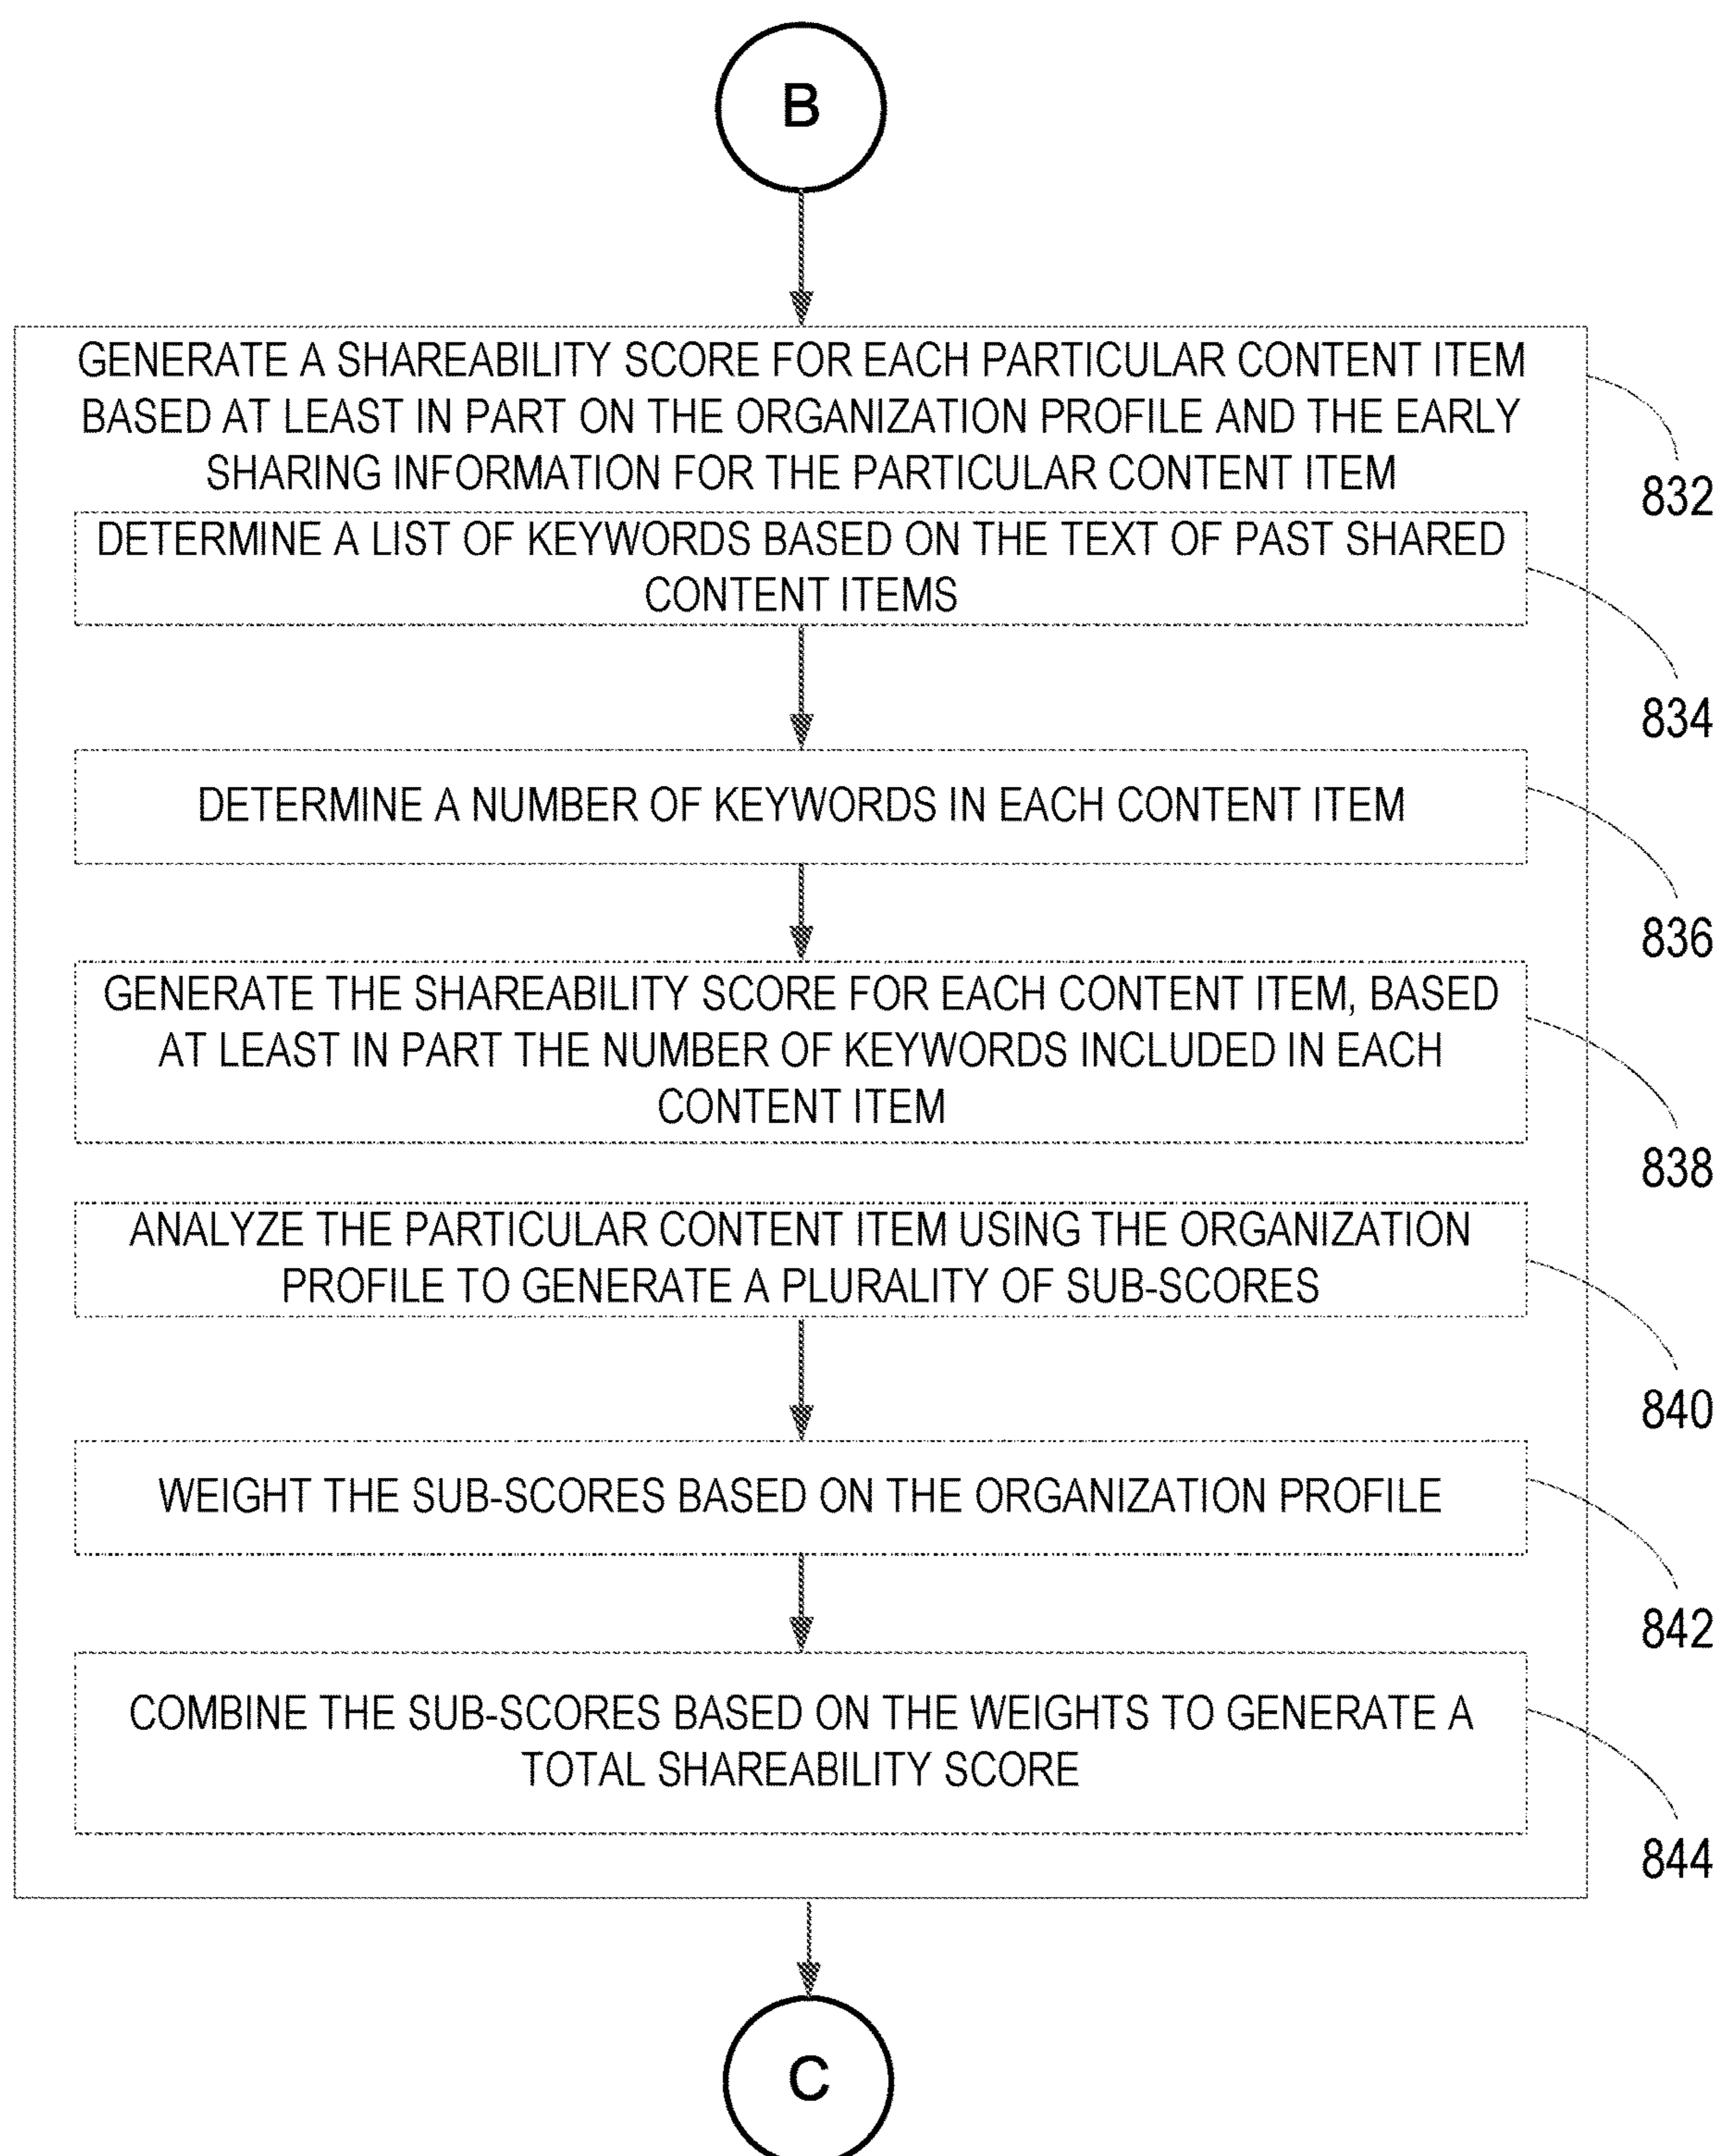 B
GENERATE A SHAREABILITY SCORE FOR EACH PARTICULAR CONTENT ITEM
BASED AT LEAST IN PART ON THE ORGANIZATION PROFILE AND THE EARLY
SHARING INFORMATION FOR THE PARTICULAR CONTENT ITEM
832
DETERMINE A LIST OF KEYWORDS BASED ON THE TEXT OF PAST SHARED
CONTENT ITEMS
834
DETERMINE A NUMBER OF KEYWORDS IN EACH CONTENT ITEM
836
GENERATE THE SHAREABILITY SCORE FOR EACH CONTENT ITEM, BASED
AT LEAST IN PART THE NUMBER OF KEYWORDS INCLUDED IN EACH
CONTENT ITEM
838
ANALYZE THE PARTICULAR CONTENT ITEM USING THE ORGANIZATION
PROFILE TO GENERATE A PLURALITY OF SUB-SCORES
840
WEIGHT THE SUB-SCORES BASED ON THE ORGANIZATION PROFILE
842
COMBINE THE SUB-SCORES BASED ON THE WEIGHTS TO GENERATE A
TOTAL SHAREABILITY SCORE
844
C